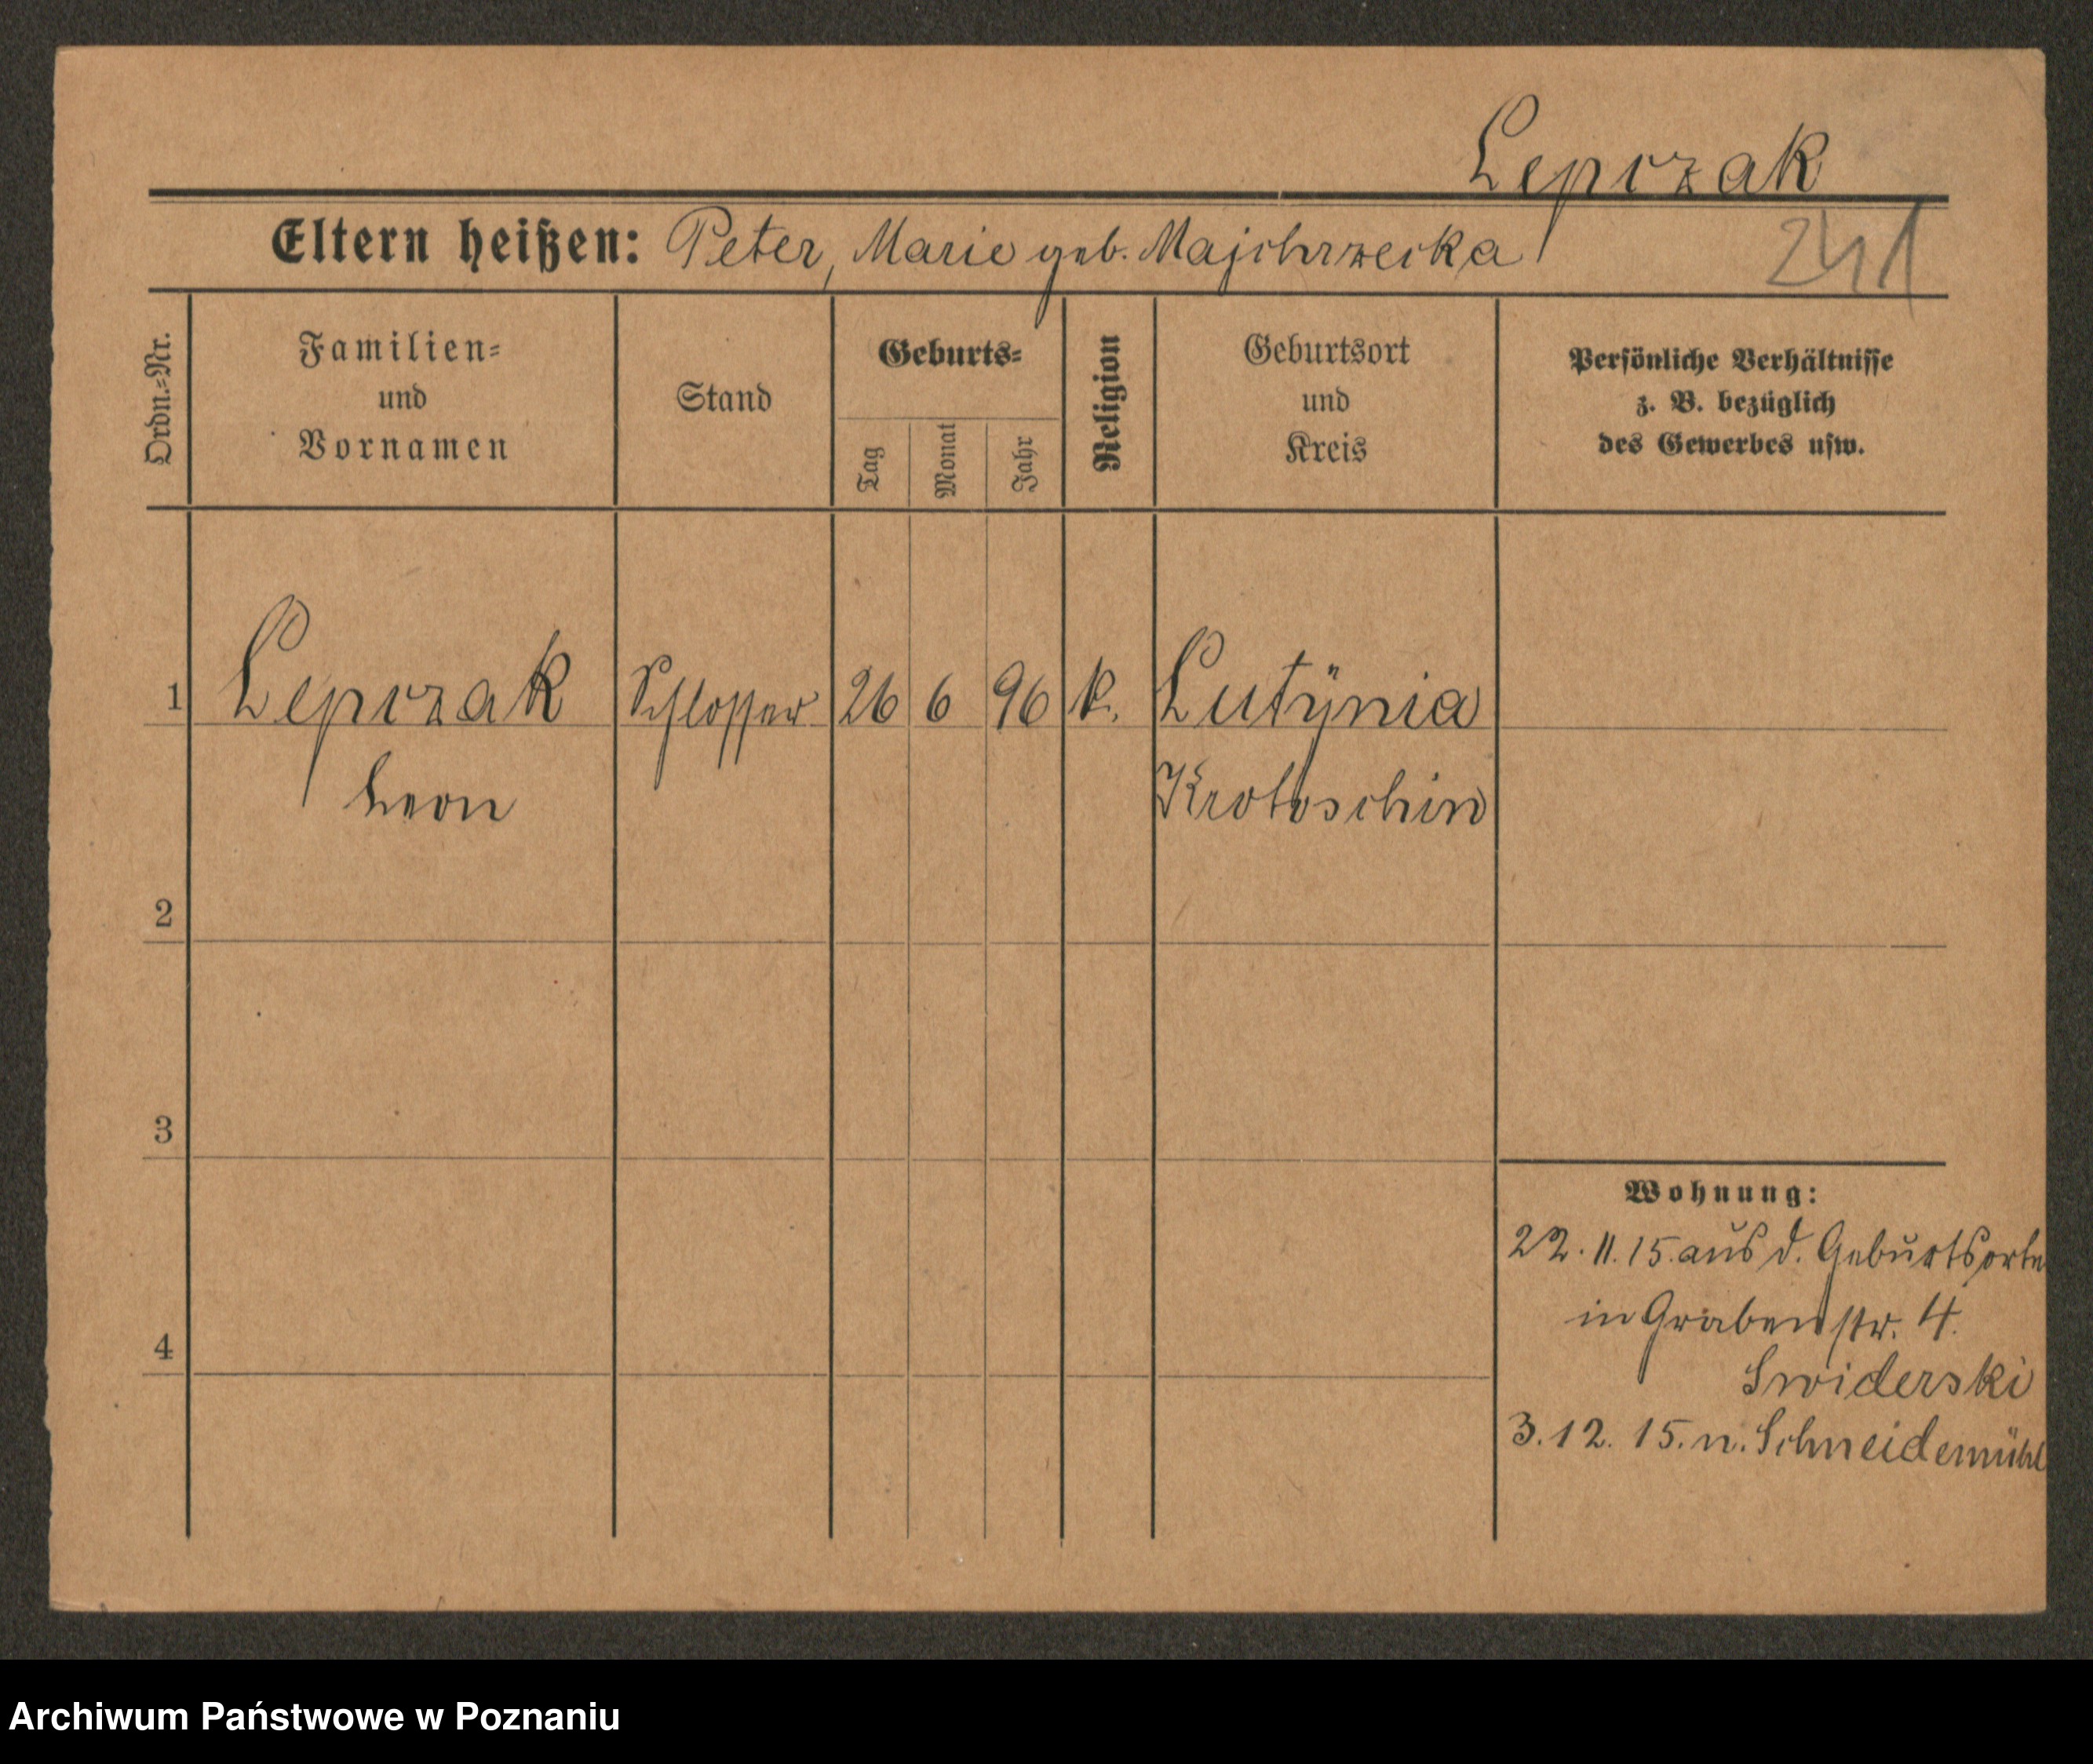 Lepczak
Eltern heißen: Peter, Marie geb. Majchrzecka
241
Ordn.-Nr.
Familien-
und
Vornamen
Stand
Geburts-
Tag
Monat
Jahr
Religion
Geburtsort
und
Kreis
Persönliche Verhältnisse
z. B. bezüglich
des Gewerbes usw.
1 Lepczak Schlosser 26 6 96 k. Lutÿnia
Leon Krotoschin
2
3
4
Wohnung:
22. 11. 15. aus d. Geburtsorte
in Grabenstr. 4.
Swiderski
3. 12. 15. n. Schneidemühl
Archiwum Państwowe w Poznaniu